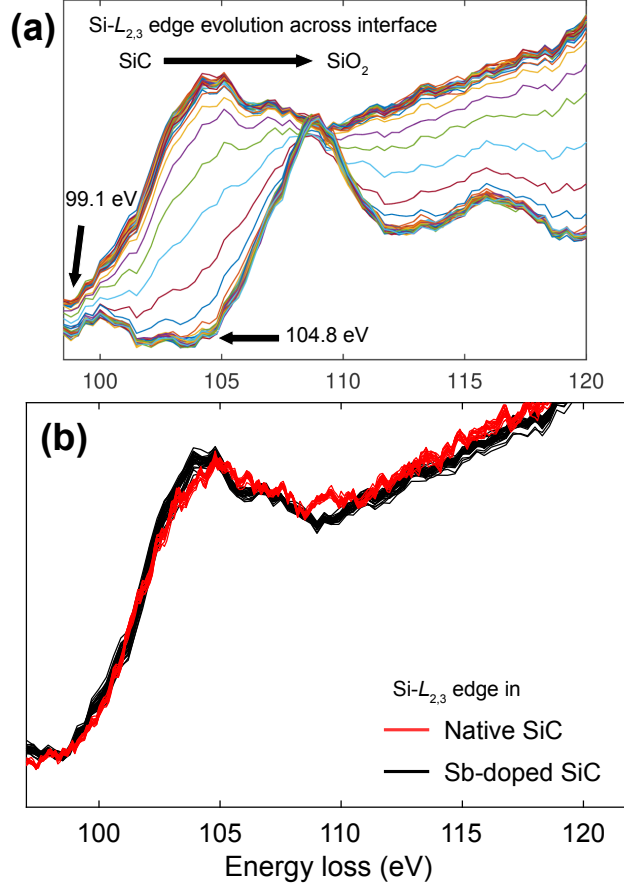 (a)
Si-L2,3 edge evolution across interface
SiC
SiO2
99.1 eV
104.8 eV
100
105
110
115
120
(b)
Si-L2,3 edge in
Native SiC
Sb-doped SiC
100
105
110
115
120
Energy loss (eV)